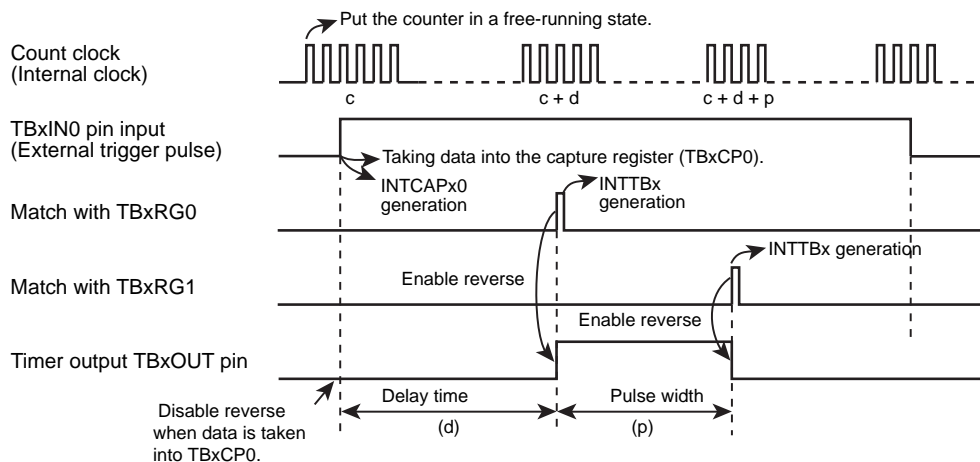 Put the counter in a free-running state.
Count clock
(Internal clock)
c
c + d
c + d + p
TBxIN0 pin input
(External trigger pulse)
Taking data into the capture register (TBxCP0).
INTCAPx0
generation
INTTBx
generation
Match with TBxRG0
INTTBx generation
Enable reverse
Match with TBxRG1
Enable reverse
Timer output TBxOUT pin
Disable reverse
when data is taken
into TBxCP0.
Delay time
(d)
Pulse width
(p)